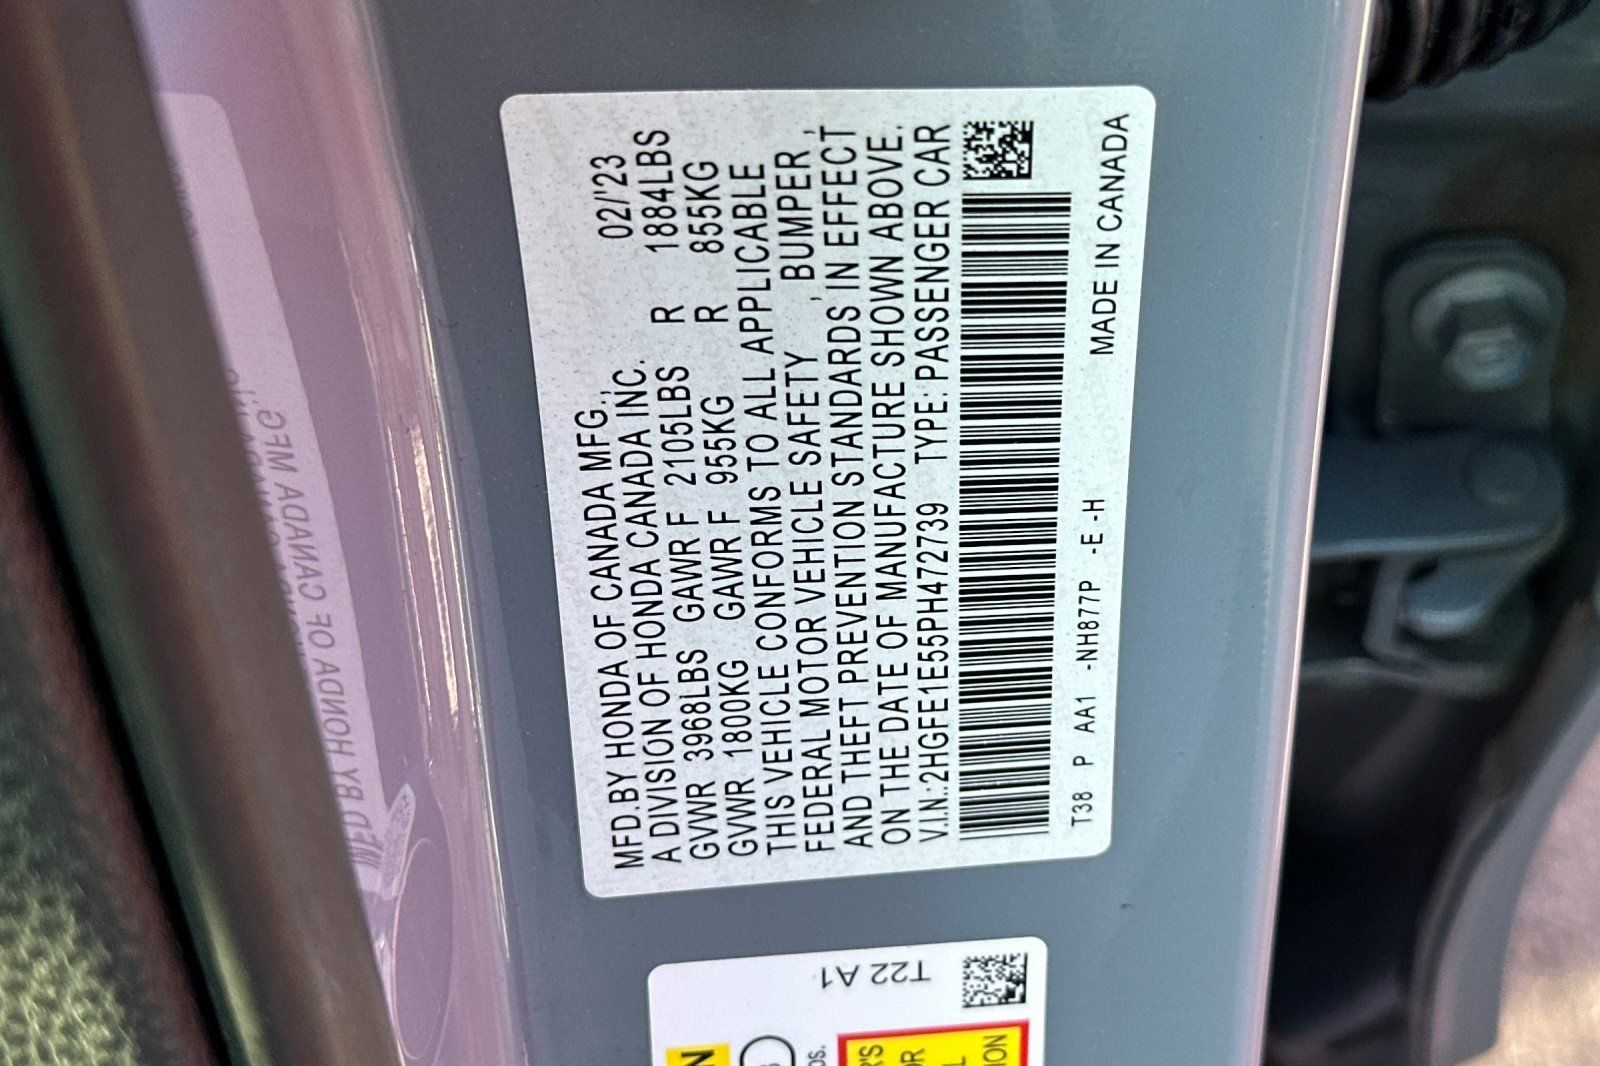 MFD.BY HONDA OF CANADA MFG., 02/'23
A DIVISION OF HONDA CANADA INC.
GVWR 3968LBS GAWR F 2105LBS R 1884LBS
GVWR 1800KG GAWR F 955KG R 855KG
THIS VEHICLE CONFORMS TO ALL APPLICABLE
FEDERAL MOTOR VEHICLE SAFETY , BUMPER ,
AND THEFT PREVENTION STANDARDS IN EFFECT
ON THE DATE OF MANUFACTURE SHOWN ABOVE.
V.I.N.:2HGFE1E55PH472739 TYPE: PASSENGER CAR
T38 P AA1 -NH877P -E -H MADE IN CANADA
T22 A1